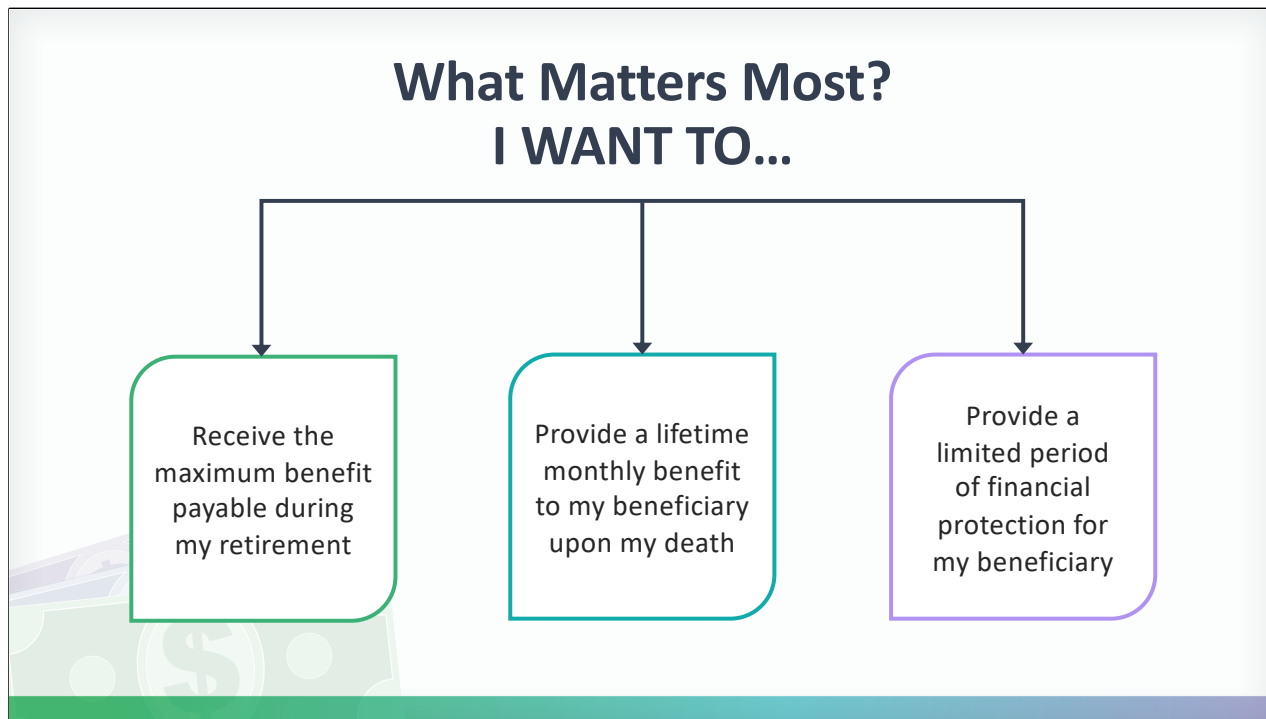 What Matters Most?
I WANT TO...
Receive the
maximum benefit
payable during
my retirement
Provide a lifetime
monthly benefit
to my beneficiary
upon my death
Provide a
limited period
of financial
protection for
my beneficiary
$